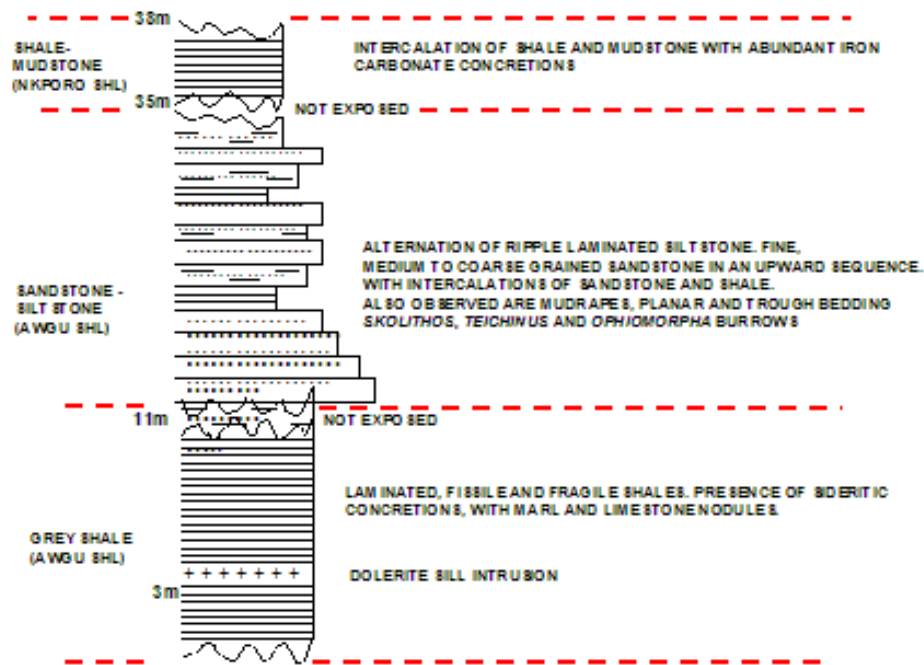 38m
SHALE-
MUDSTONE
(NKPORO SHL)
INTERCALATION OF SHALE AND MUDSTONE WITH ABUNDANT IRON
CARBONATE CONCRETIONS
35m
NOT EXPOSED
SANDSTONE -
SILTSTONE
(AWGU SHL)
ALTERNATION OF RIPPLE LAMINATED SILTSTONE. FINE,
MEDIUM TO COARSE GRAINED SANDSTONE IN AN UPWARD SEQUENCE.
WITH INTERCALATIONS OF SANDSTONE AND SHALE.
ALSO OBSERVED ARE MUDRAPES, PLANAR AND TROUGH BEDDING
SKOLITHOS, TEICHINUS AND OPHIOMORPHA BURROWS
11m
NOT EXPOSED
LAMINATED, FISSILE AND FRAGILE SHALES. PRESENCE OF SIDERITIC
CONCRETIONS, WITH MARL AND LIMESTONE NODULES.
GREY SHALE
(AWGU SHL)
DOLERITE SILL INTRUSION
3m